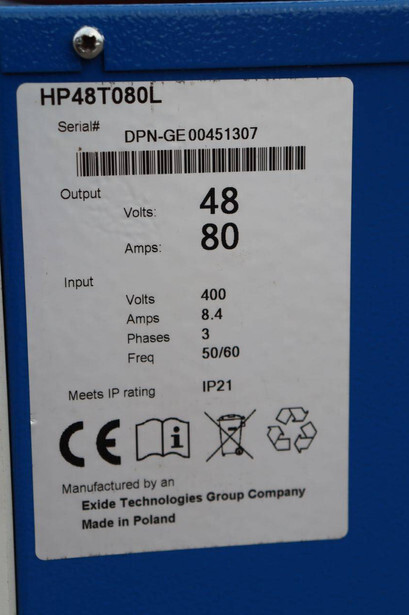 HP48T080L
Serial# DPN-GE 00451307
Output
Volts: 48
Amps: 80
Input
Volts 400
Amps 8.4
Phases 3
Freq 50/60
Meets IP rating IP21
CE
i
Manufactured by an
Exide Technologies Group Company
Made in Poland